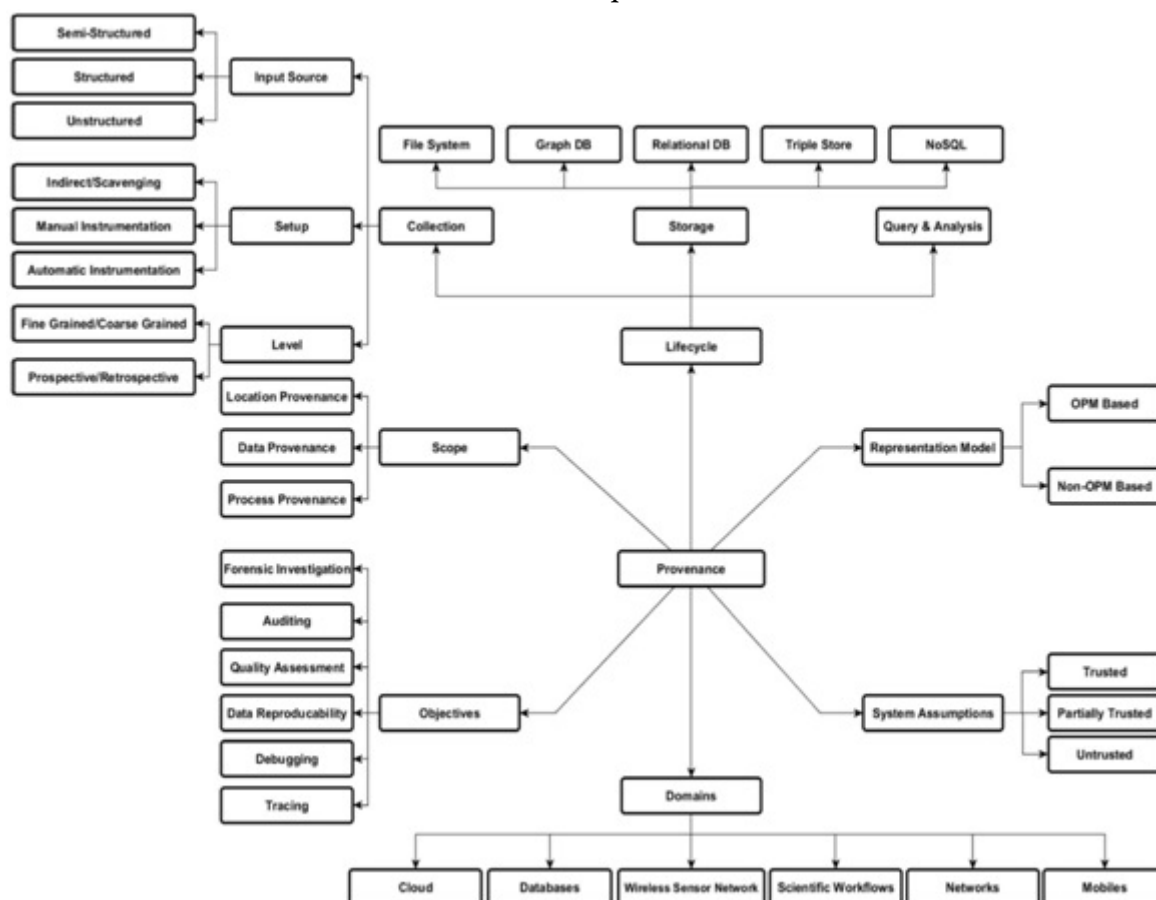 Semi-Structured
Structured
Input Source
Unstructured
File System
Graph DB
Relational DB
Triple Store
NoSQL
Indirect/Scavenging
Manual Instrumentation
Setup
Collection
Storage
Query & Analysis
Automatic Instrumentation
Fine Grained/Coarse Grained
Level
Lifecycle
Prospective/Retrospective
Location Provenance
OPM Based
Data Provenance
Scope
Representation Model
Process Provenance
Non-OPM Based
Forensic Investigation
Provenance
Auditing
Quality Assessment
Trusted
Data Reproducability
Objectives
System Assumptions
Partially Trusted
Debugging
Untrusted
Tracing
Domains
Cloud
Databases
Wireless Sensor Network
Scientific Workflows
Networks
Mobiles